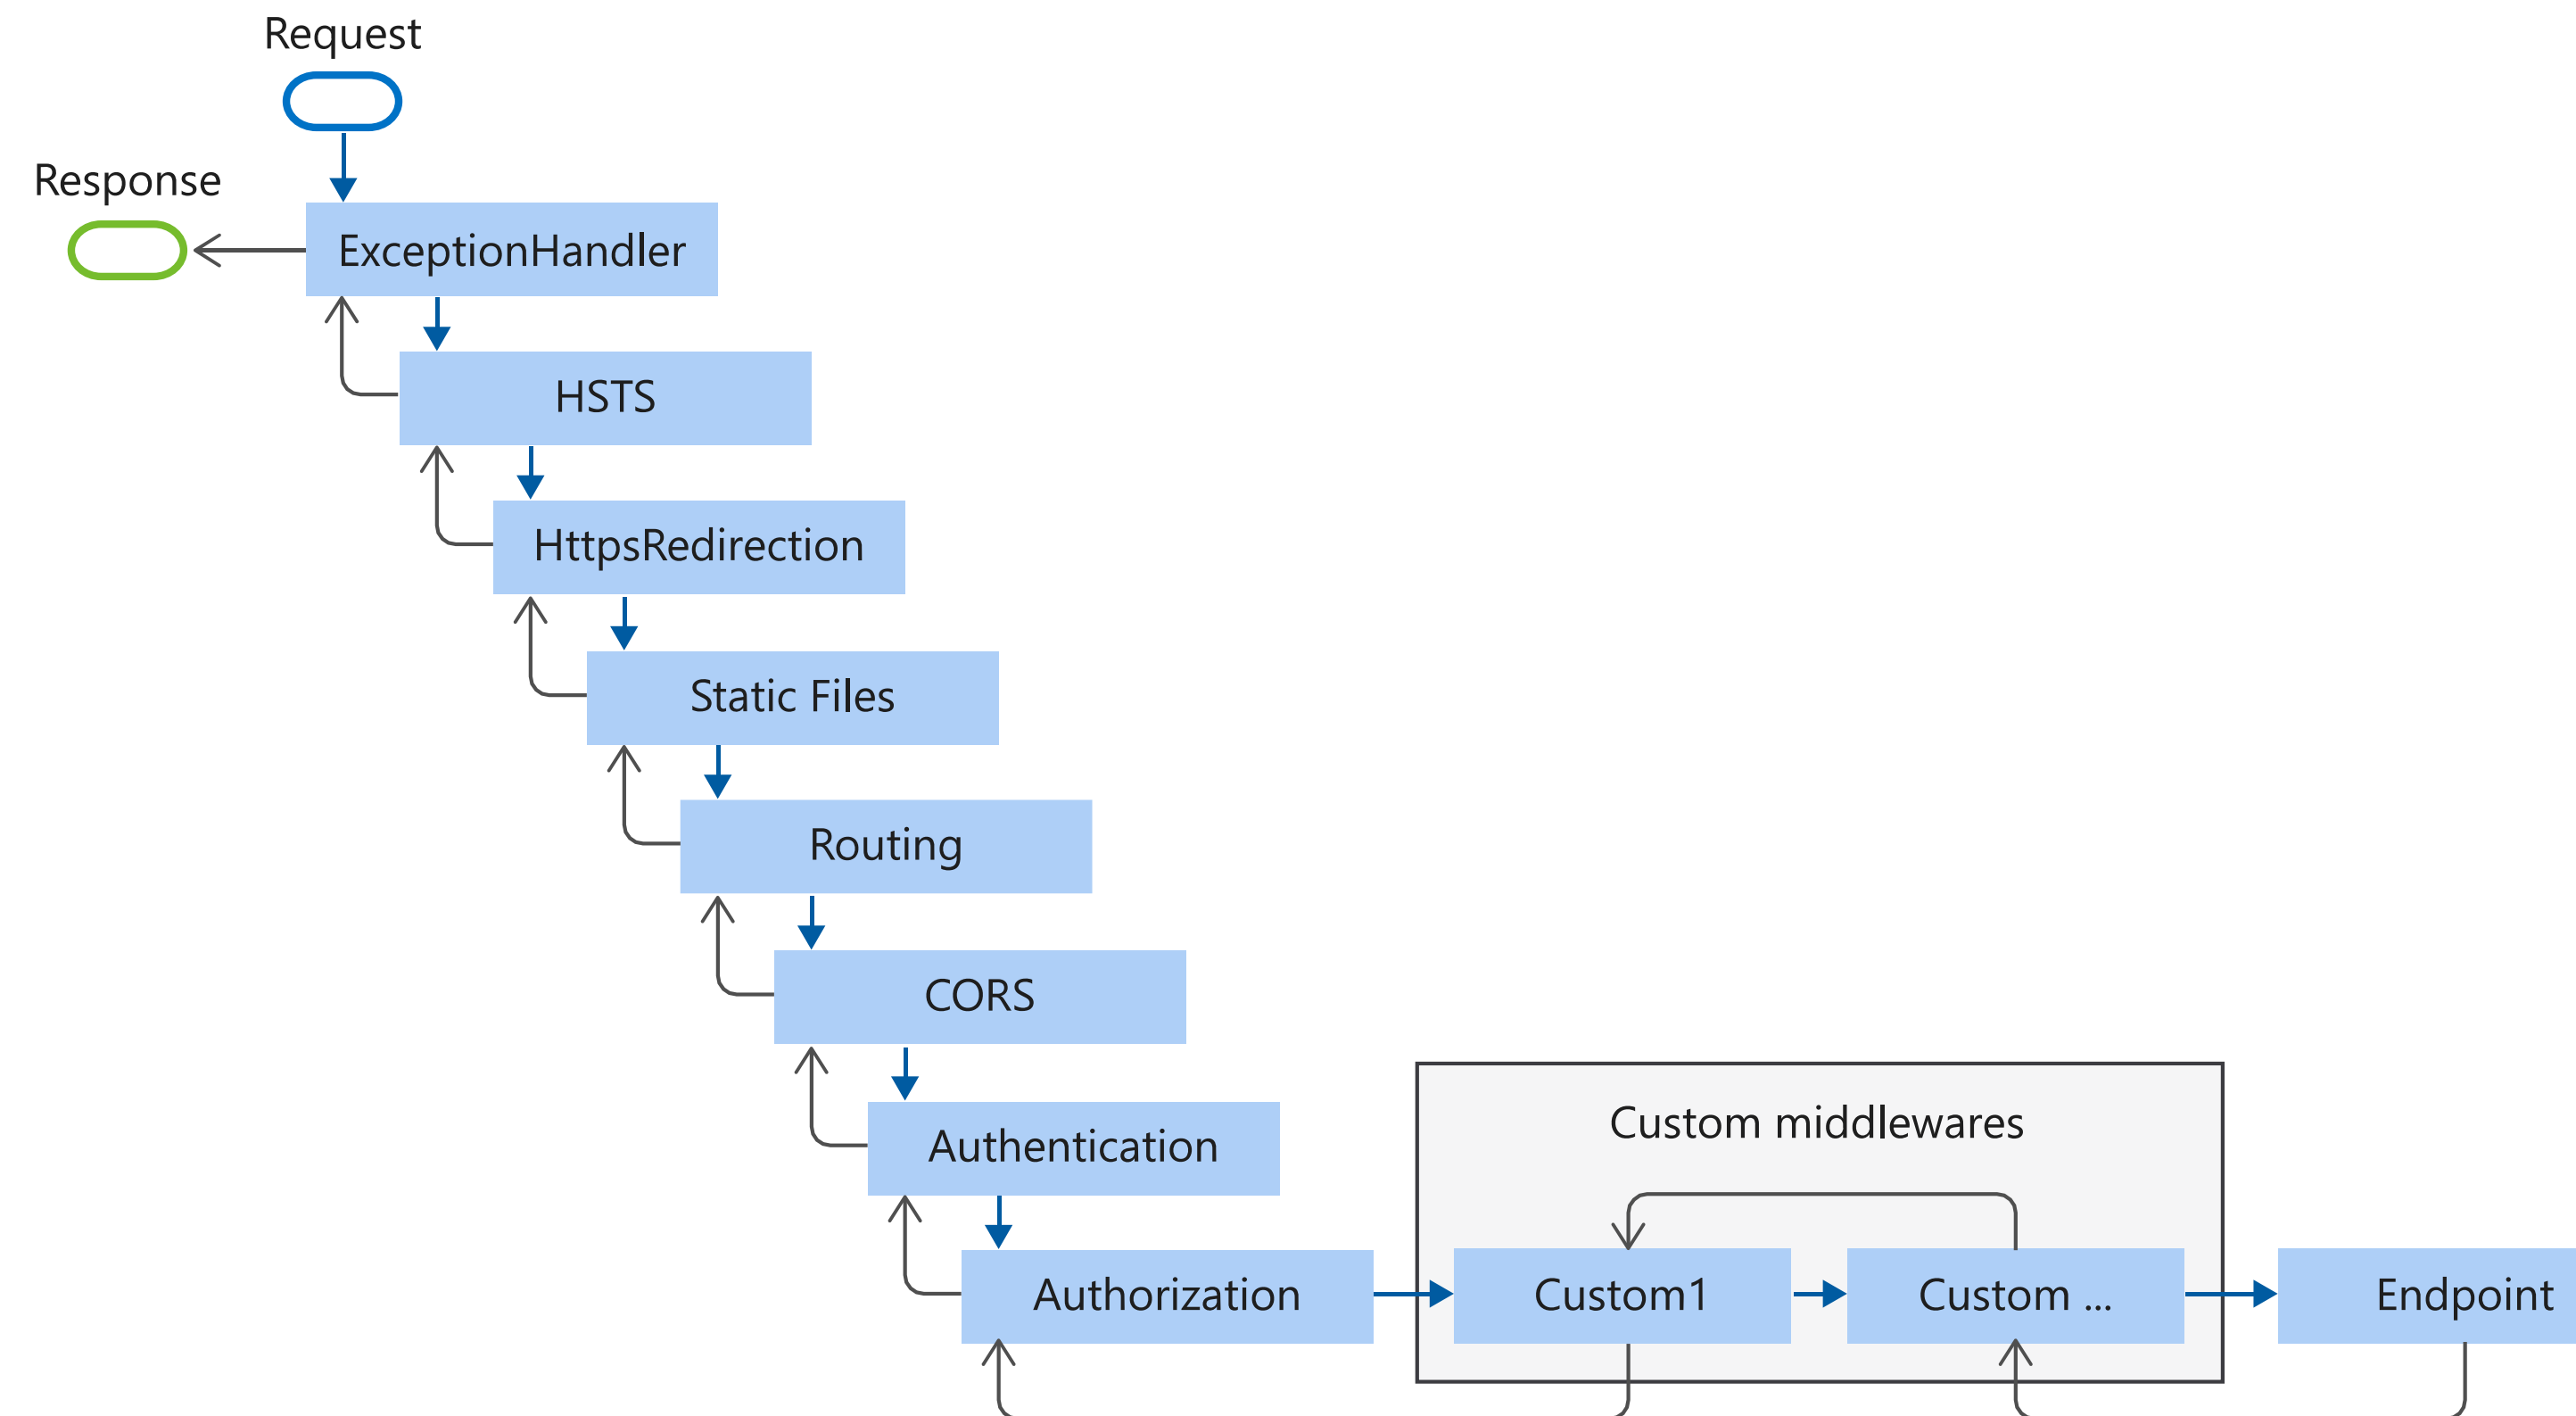 Request
Response
ExceptionHandler
HSTS
HttpsRedirection
Static Files
Routing
CORS
Authentication
Custom middlewares
Authorization
Custom1
Custom ...
Endpoint